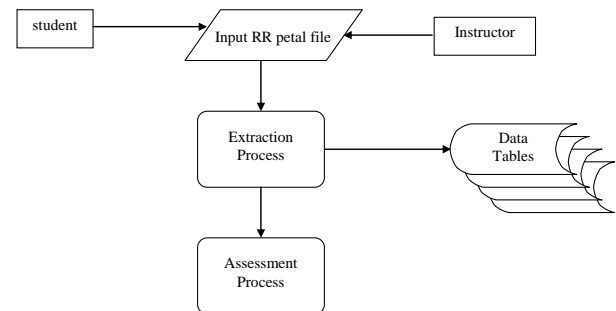 student
Input RR petal file
Instructor
Extraction
Process
Data
Tables
Assessment
Process